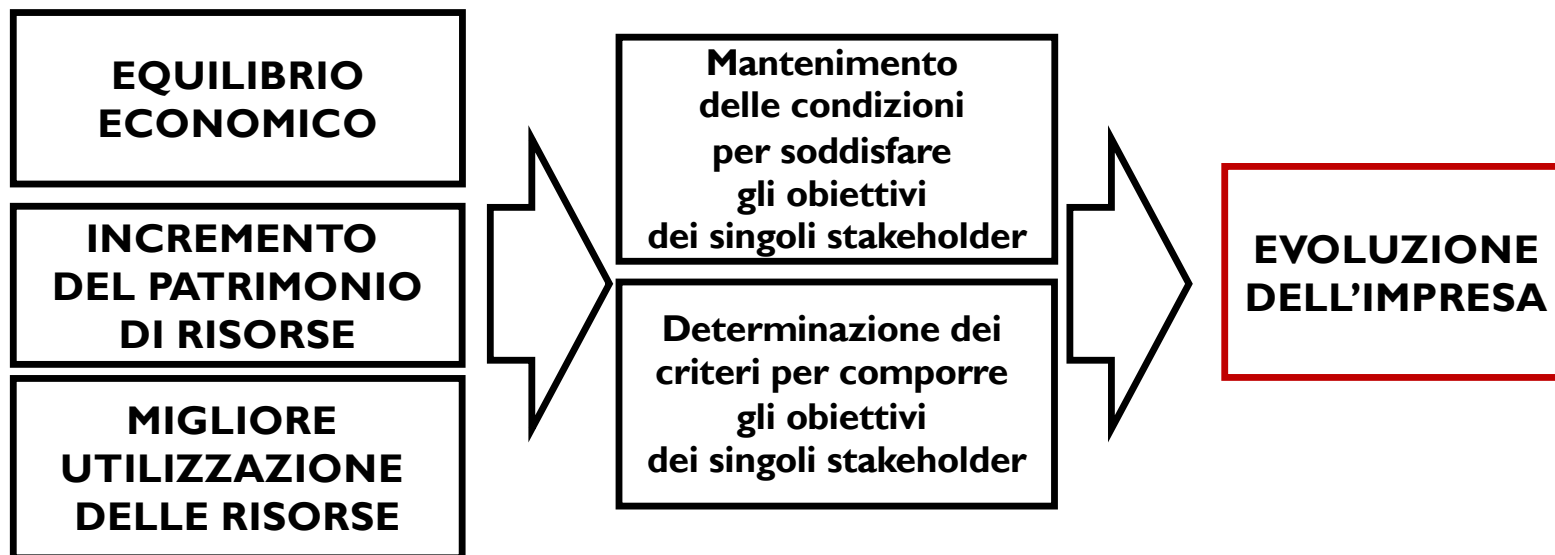 EQUILIBRIO
ECONOMICO
INCREMENTO
DEL PATRIMONIO
DI RISORSE
MIGLIORE
UTILIZZAZIONE
DELLE RISORSE
Mantenimento
delle condizioni
per soddisfare
gli obiettivi
dei singoli stakeholder
Determinazione dei
criteri per comporre
gli obiettivi
dei singoli stakeholder
EVOLUZIONE
DELL’IMPRESA